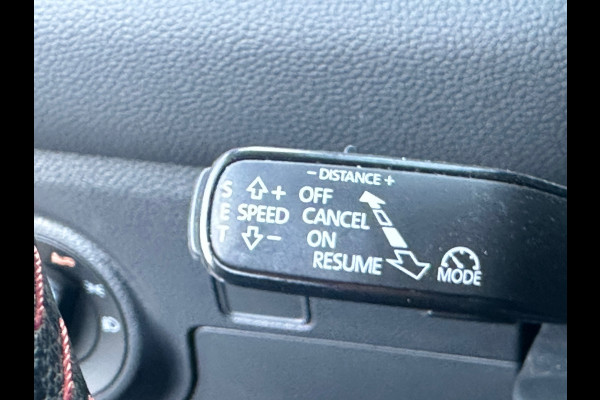 - DISTANCE +
S + OFF
E SPEED CANCEL
T - ON
RESUME
MODE